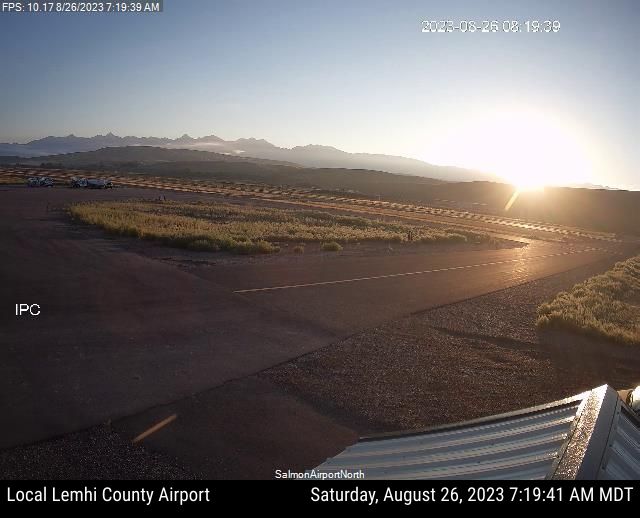 FPS: 10.17 8/26/2023 7:19:39 AM
2023-08-26 08:19:39
IPC
SalmonAirportNorth
Local Lemhi County Airport Saturday, August 26, 2023 7:19:41 AM MDT